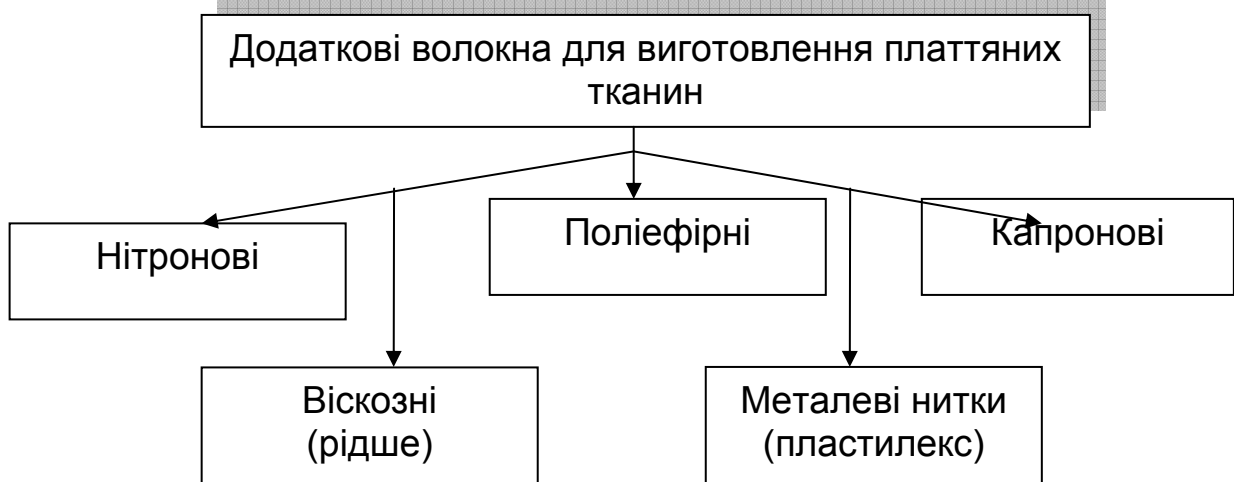 Додаткові волокна для виготовлення платтяних
тканин
Нітронові
Поліефірні
Капронові
Віскозні
(рідше)
Металеві нитки
(пластилекс)